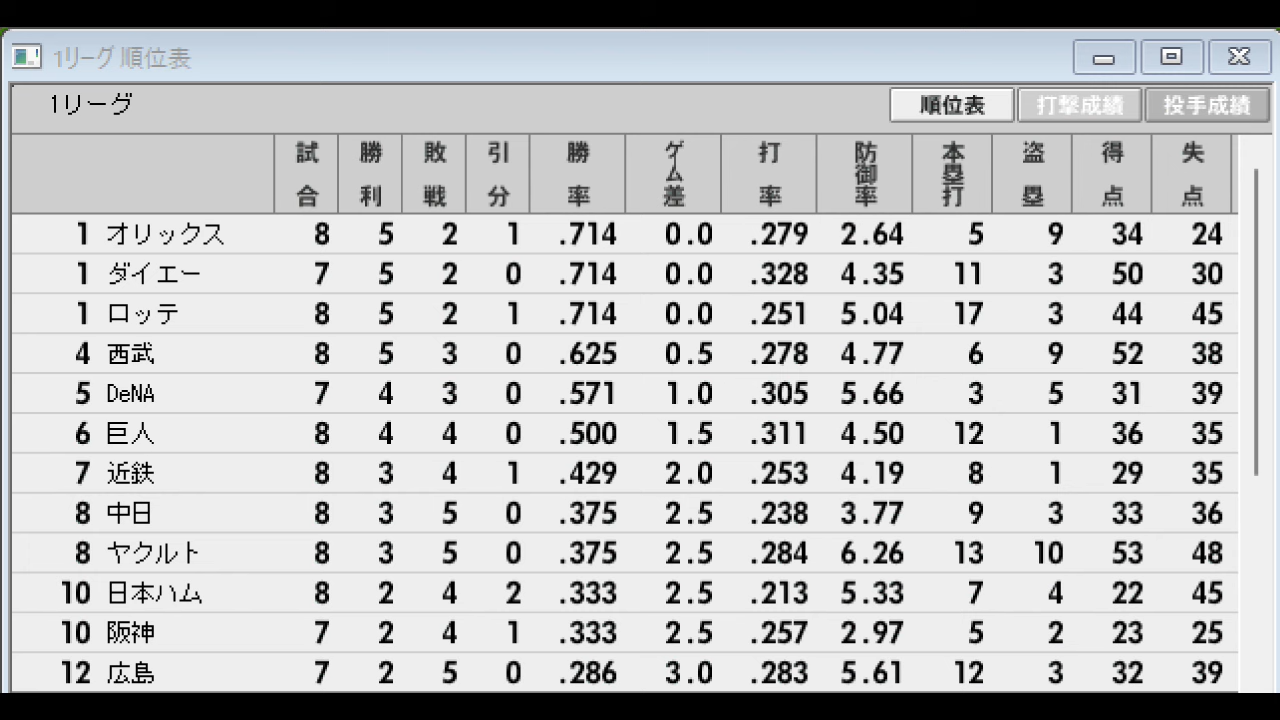 1リーグ 順位表
1リーグ 順位表 打撃成績 投手成績
試合 勝利 敗戦 引分 勝率 ゲーム差 打率 防御率 本塁打 盗塁 得点 失点
1 オリックス 8 5 2 1 .714 0.0 .279 2.64 5 9 34 24
1 ダイエー 7 5 2 0 .714 0.0 .328 4.35 11 3 50 30
1 ロッテ 8 5 2 1 .714 0.0 .251 5.04 17 3 44 45
4 西武 8 5 3 0 .625 0.5 .278 4.77 6 9 52 38
5 DeNA 7 4 3 0 .571 1.0 .305 5.66 3 5 31 39
6 巨人 8 4 4 0 .500 1.5 .311 4.50 12 1 36 35
7 近鉄 8 3 4 1 .429 2.0 .253 4.19 8 1 29 35
8 中日 8 3 5 0 .375 2.5 .238 3.77 9 3 33 36
8 ヤクルト 8 3 5 0 .375 2.5 .284 6.26 13 10 53 48
10 日本ハム 8 2 4 2 .333 2.5 .213 5.33 7 4 22 45
10 阪神 7 2 4 1 .333 2.5 .257 2.97 5 2 23 25
12 広島 7 2 5 0 .286 3.0 .283 5.61 12 3 32 39